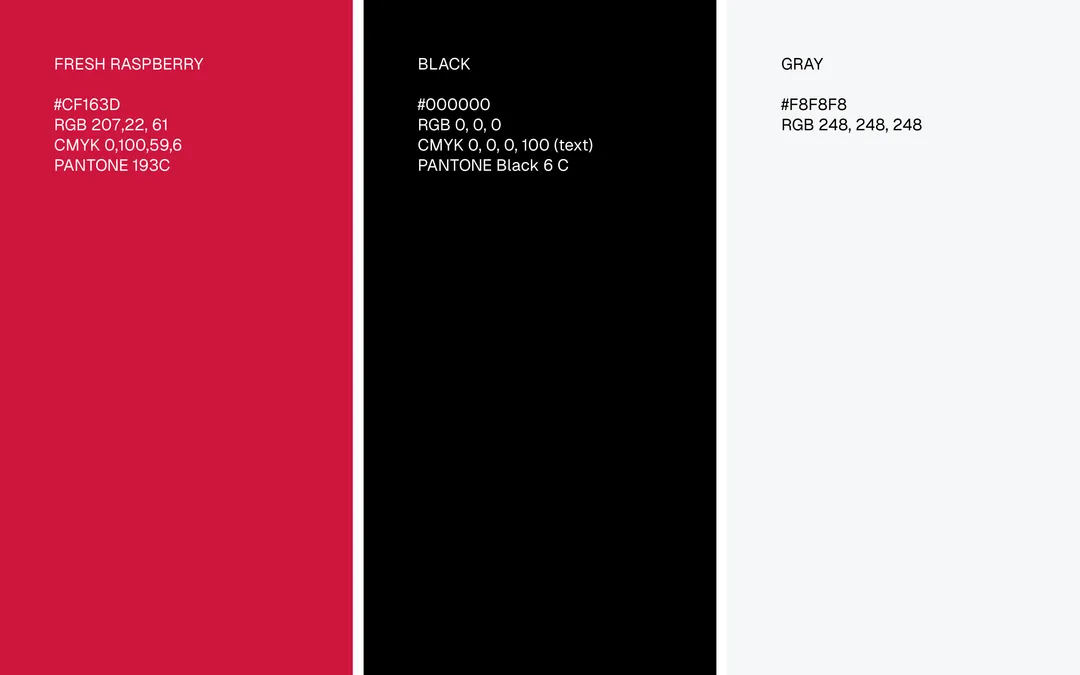 FRESH RASPBERRY
#CF163D
RGB 207,22, 61
CMYK 0,100,59,6
PANTONE 193C
BLACK
#000000
RGB 0, 0, 0
CMYK 0, 0, 0, 100 (text)
PANTONE Black 6 C
GRAY
#F8F8F8
RGB 248, 248, 248